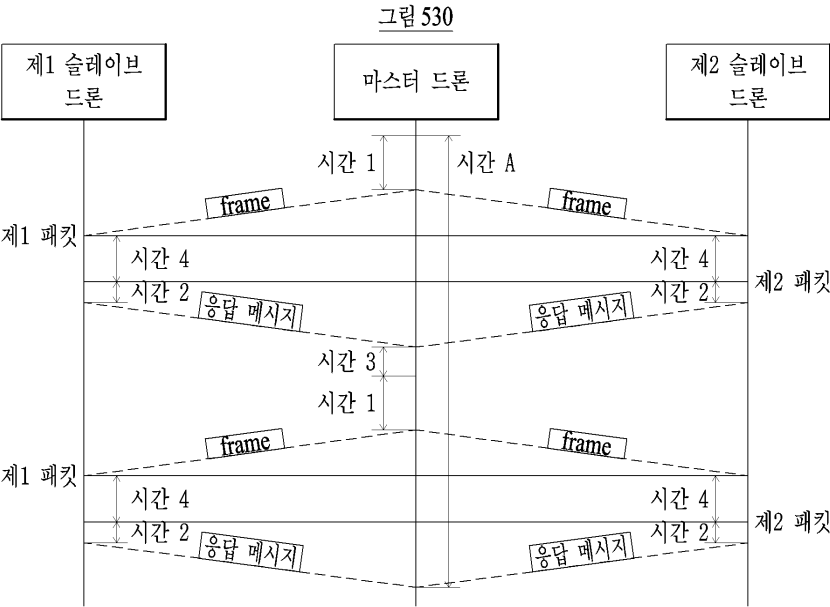 그림 530
제1 슬레이브
드론
마스터 드론
제2 슬레이브
드론
시간 1
시간 A
frame
frame
제1 패킷
시간 4
시간 4
제2 패킷
시간 2
시간 2
응답 메시지
응답 메시지
시간 3
시간 1
frame
frame
제1 패킷
시간 4
시간 4
제2 패킷
시간 2
시간 2
응답 메시지
응답 메시지